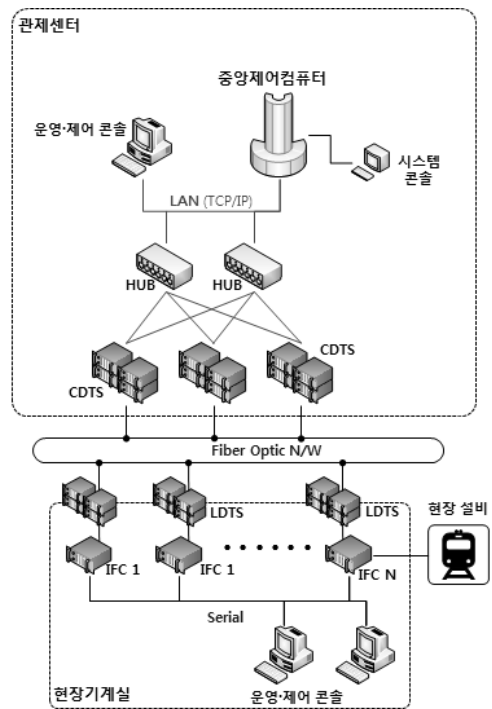 관제센터
중앙제어컴퓨터
운영·제어 콘솔
시스템
콘솔
LAN (TCP/IP)
HUB
HUB
CDTS
CDTS
Fiber Optic N/W
LDTS
LDTS
현장 설비
IFC 1
IFC 1
IFC N
Serial
현장기계실
운영·제어 콘솔